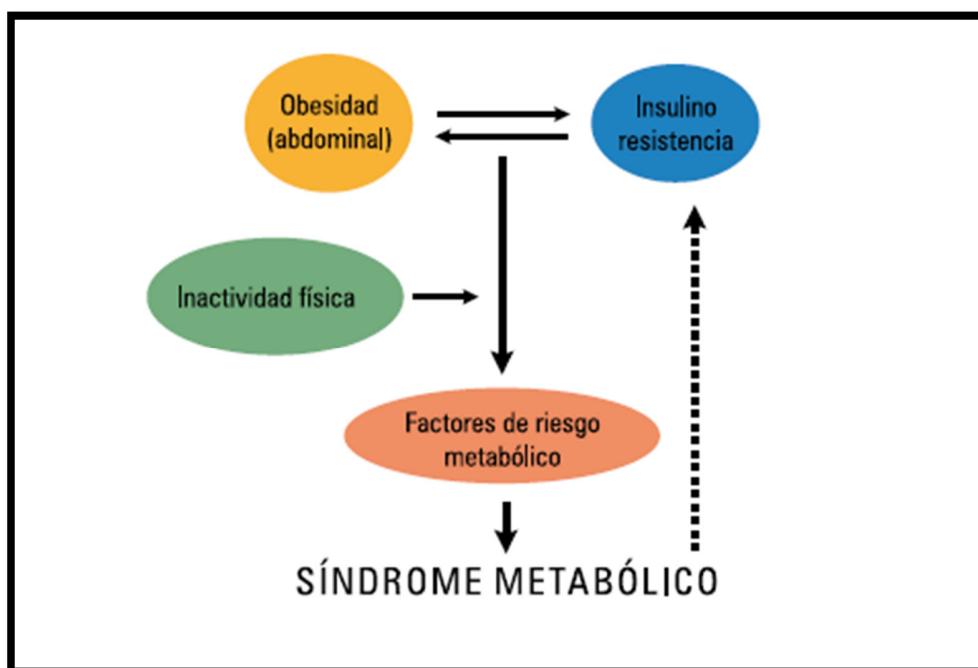 Obesidad
(abdominal)
Insulino
resistencia
Inactividad física
Factores de riesgo
metabólico
SÍNDROME METABÓLICO